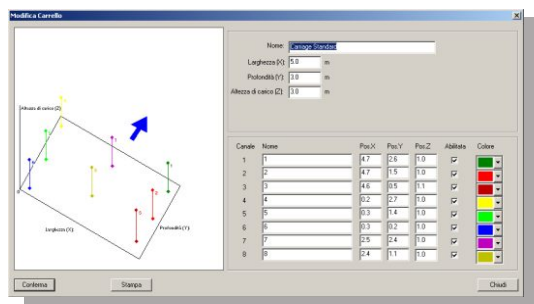 Modifica Carrello
Nome: Carriage Standard
Larghezza (X): 5.0 m
Profondità (Y): 3.0 m
Altezza di carico (Z): 3.0 m
Altezza di carico (Z)
Larghezza (X)
Profondità (Y)
Canale Nome Pos.X Pos.Y Pos.Z Abilitata Colore
1 1 4.7 2.6 1.0
2 2 4.7 1.5 1.0
3 3 4.6 0.5 1.1
4 4 0.2 2.7 1.0
5 5 0.3 1.4 1.0
6 6 0.3 0.2 1.0
7 7 2.5 2.4 1.0
8 8 2.4 1.1 1.0
Conferma Stampa Chiudi